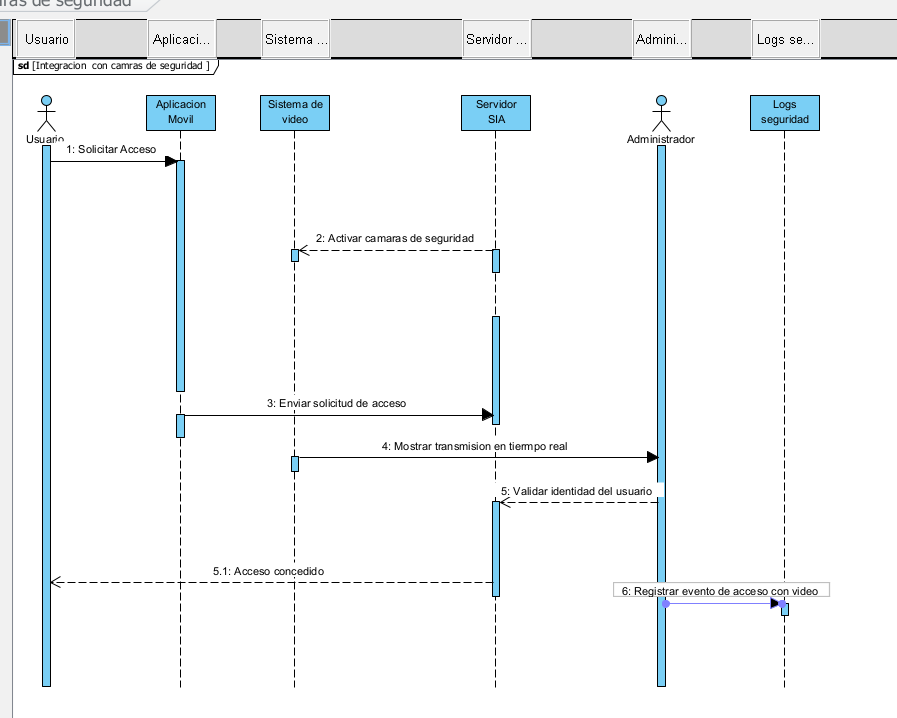 ras de seguridad
Usuario
Aplicaci...
Sistema ...
Servidor ...
Admini...
Logs se...
sd [Integracion con camras de seguridad ]
Usuario
Aplicacion
Movil
Sistema de
video
Servidor
SIA
Administrador
Logs
seguridad
1: Solicitar Acceso
2: Activar camaras de seguridad
3: Enviar solicitud de acceso
4: Mostrar transmision en tiermpo real
5: Validar identidad del usuario
5.1: Acceso concedido
6: Registrar evento de acceso con video